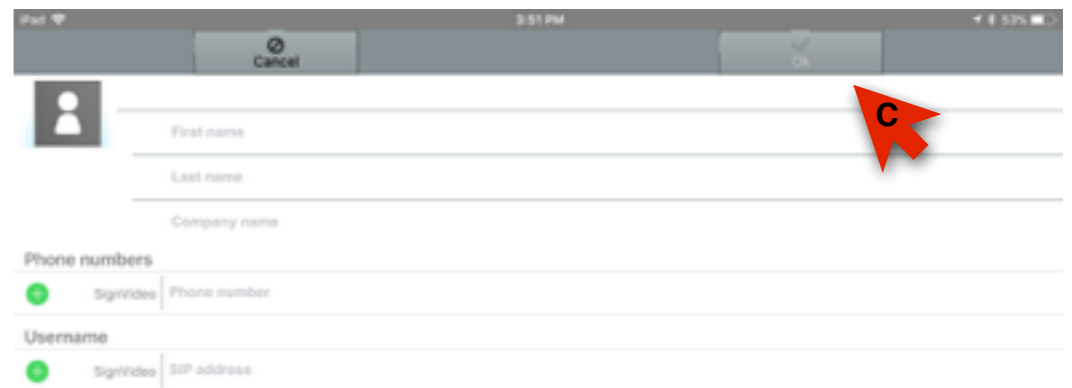 iPad 3:51 PM 53%
Cancel Ok
C
First name
Last name
Company name
Phone numbers
SignVideo Phone number
Username
SignVideo SIP address